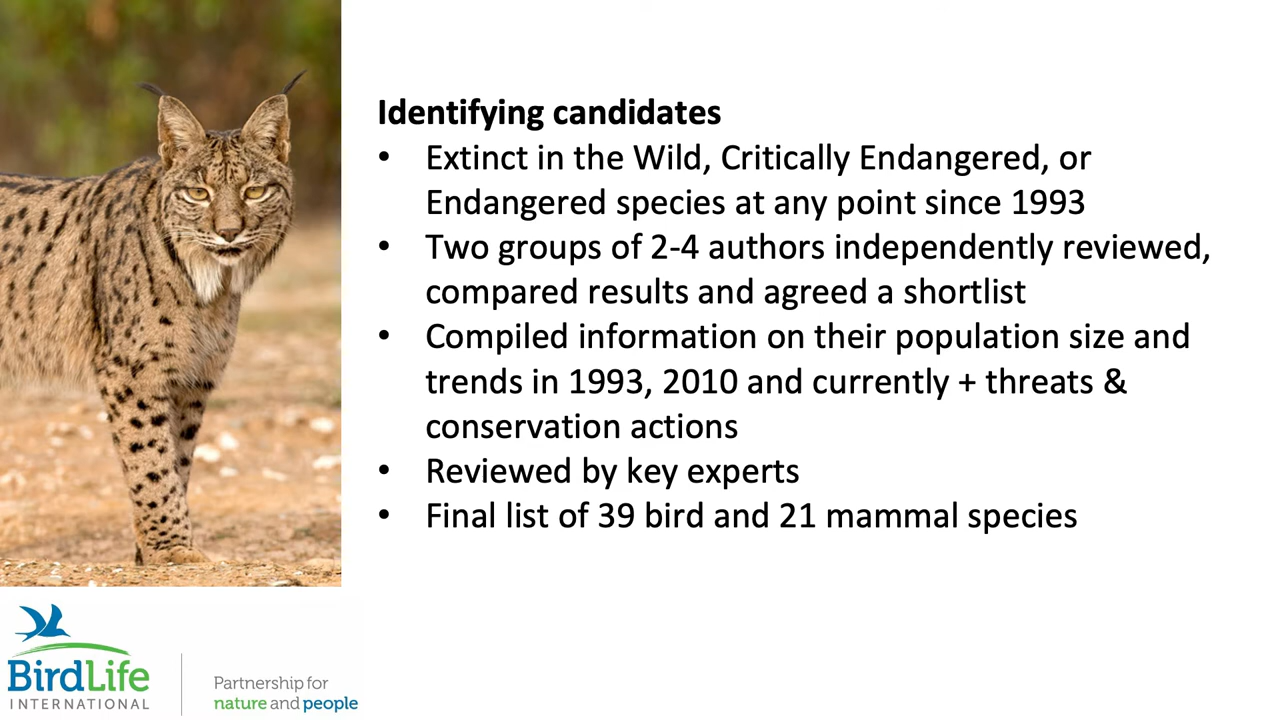 Identifying candidates
• Extinct in the Wild, Critically Endangered, or
Endangered species at any point since 1993
• Two groups of 2-4 authors independently reviewed,
compared results and agreed a shortlist
• Compiled information on their population size and
trends in 1993, 2010 and currently + threats &
conservation actions
• Reviewed by key experts
• Final list of 39 bird and 21 mammal species
BirdLife
INTERNATIONAL
Partnership for
nature and people